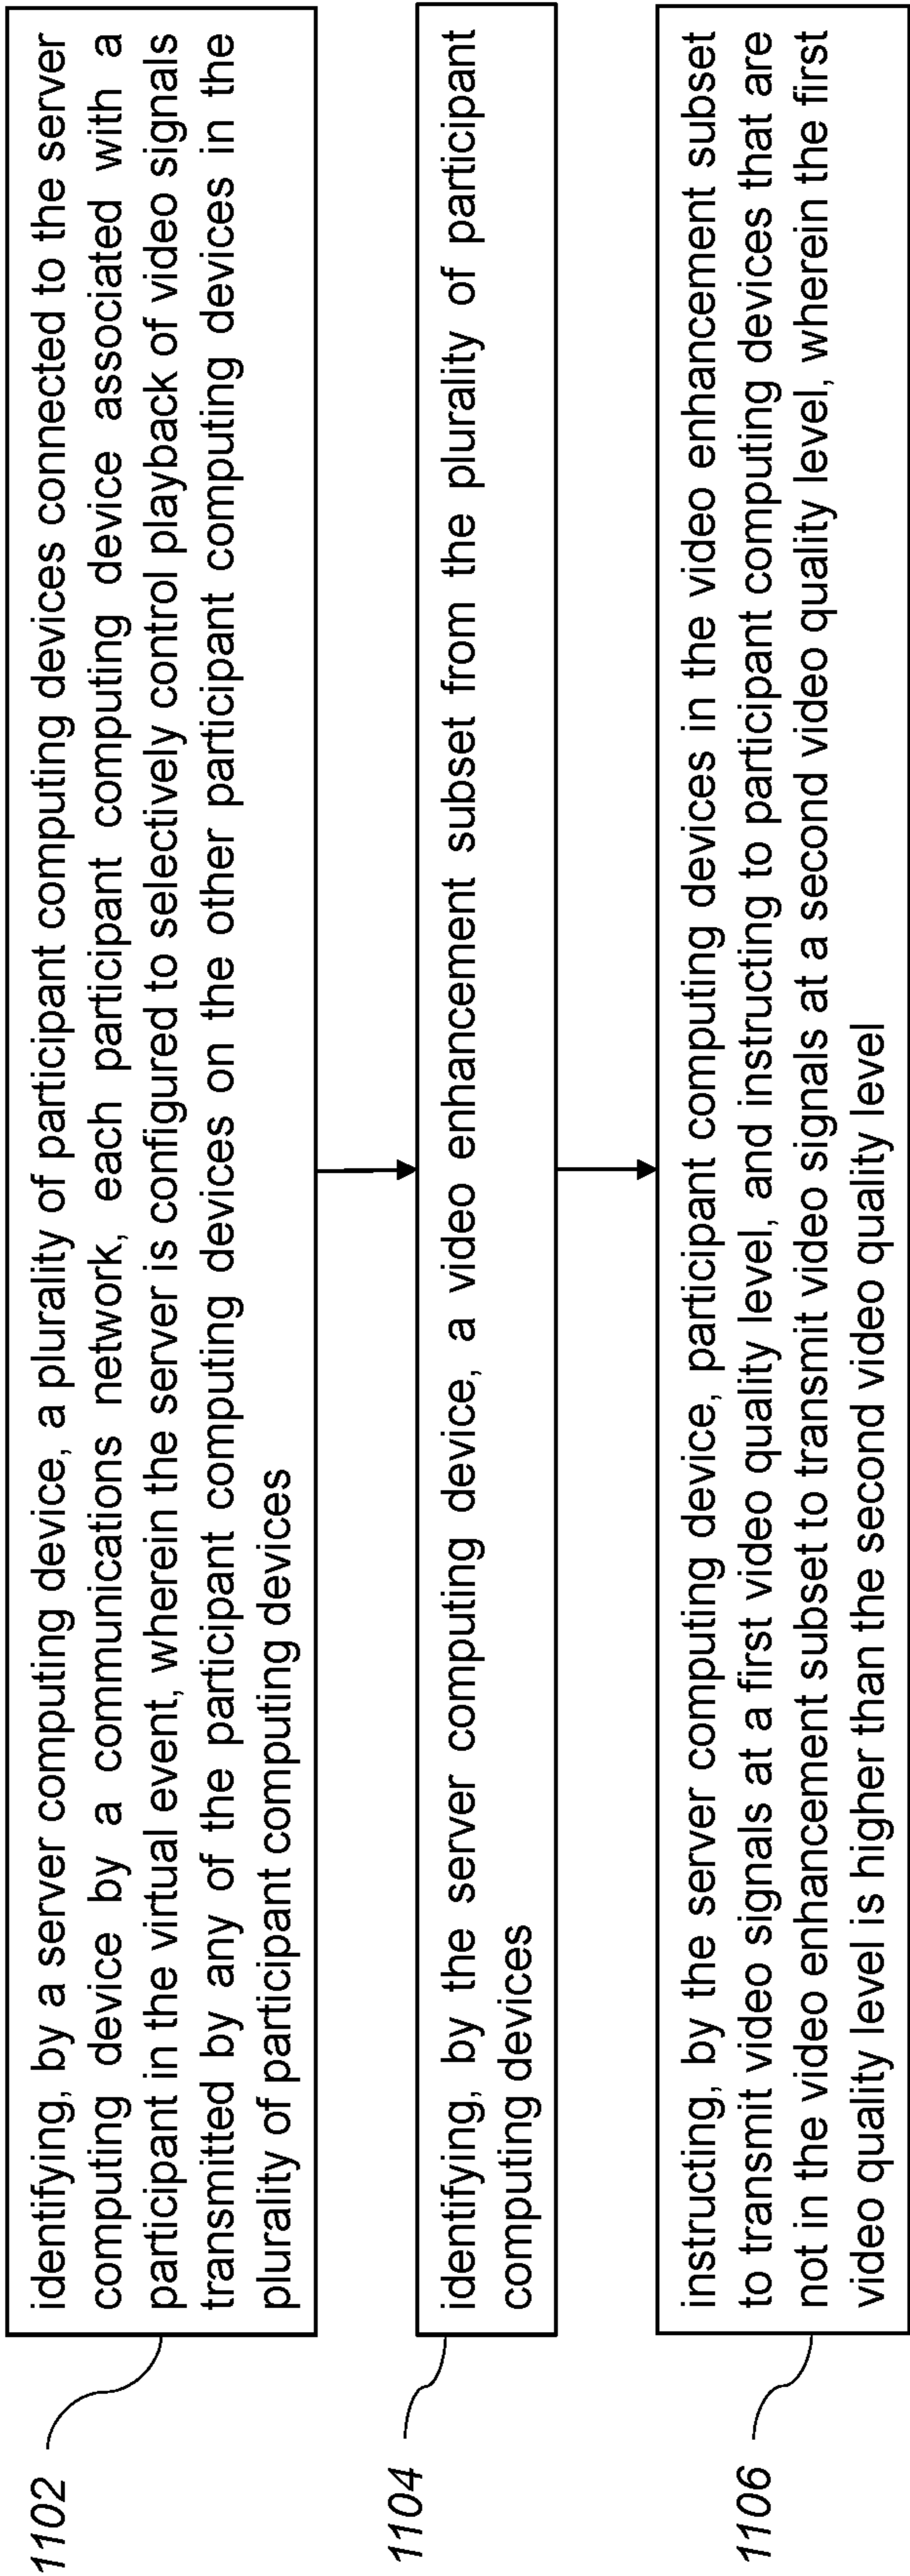 1102
identifying, by a server computing device, a plurality of participant computing devices connected to the server
computing device by a communications network, each participant computing device associated with a
participant in the virtual event, wherein the server is configured to selectively control playback of video signals
transmitted by any of the participant computing devices on the other participant computing devices in the
plurality of participant computing devices
1104
identifying, by the server computing device, a video enhancement subset from the plurality of participant
computing devices
1106
instructing, by the server computing device, participant computing devices in the video enhancement subset
to transmit video signals at a first video quality level, and instructing to participant computing devices that are
not in the video enhancement subset to transmit video signals at a second video quality level, wherein the first
video quality level is higher than the second video quality level